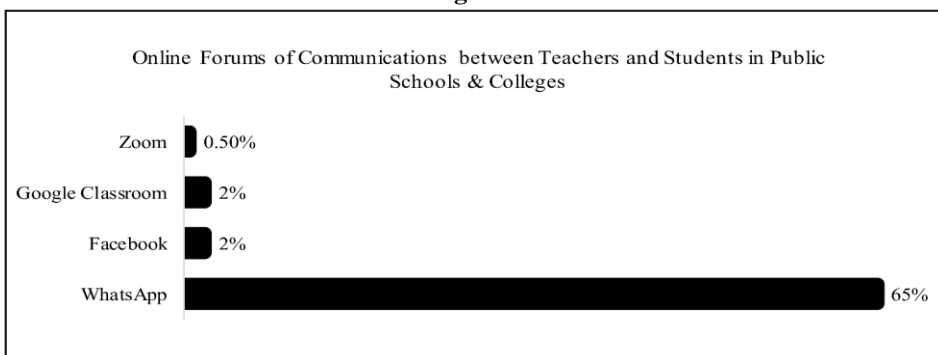 Online Forums of Communications between Teachers and Students in Public
Schools & Colleges
Zoom 0.50%
Google Classroom 2%
Facebook 2%
WhatsApp 65%